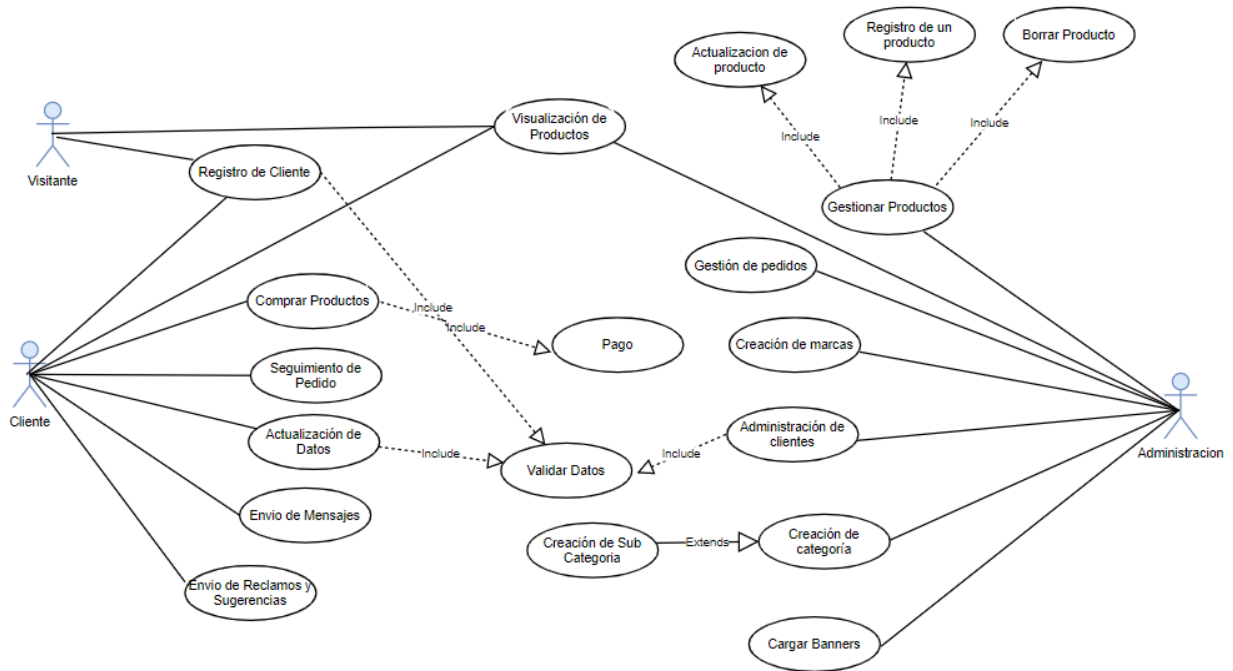 Registro de un
producto
Borrar Producto
Actualizacion de
producto
Visualización de
Productos
Include
Include
Include
Visitante
Registro de Cliente
Gestionar Productos
Gestión de pedidos
Comprar Productos
Include
Include
Pago
Creación de marcas
Seguimiento de
Pedido
Cliente
Actualización de
Datos
Include
Validar Datos
Include
Administración de
clientes
Administracion
Envio de Mensajes
Creación de Sub
Categoria
Extends
Creación de
categoría
Envio de Reclamos y
Sugerencias
Cargar Banners